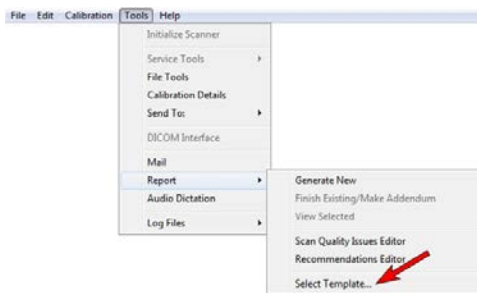 File Edit Calibration Tools Help
Initialize Scanner
Service Tools
File Tools
Calibration Details
Send To:
DICOM Interface
Mail
Report
Audio Dictation
Log Files
Generate New
Finish Existing/Make Addendum
View Selected
Scan Quality Issues Editor
Recommendations Editor...
Select Template...